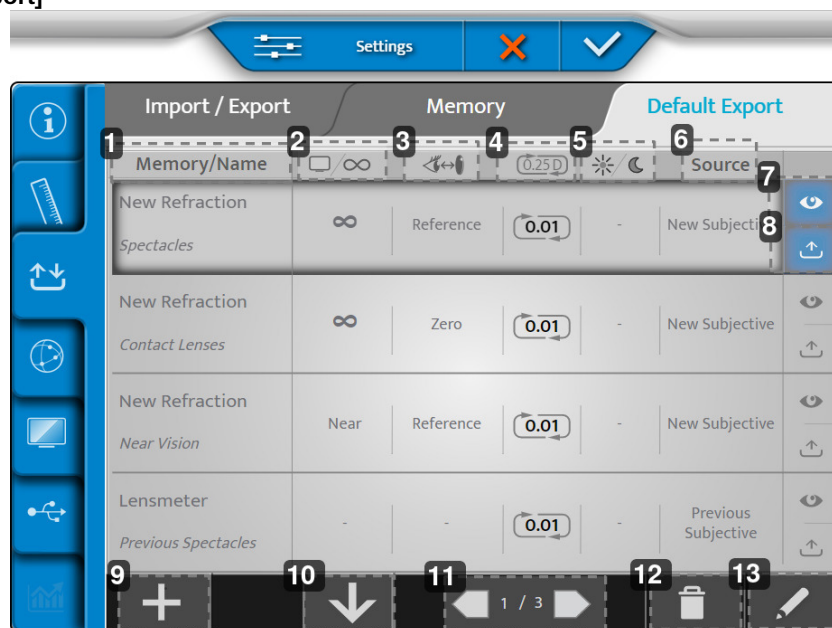 ort]
Settings
Import / Export
Memory
Default Export
1
2
3
4
5
6
Memory/Name
/∞
0.25 D
/
Source
7
New Refraction
Spectacles
∞
Reference
0.01
-
New Subjecti
8
New Refraction
Contact Lenses
∞
Zero
0.01
-
New Subjective
New Refraction
Near Vision
Near
Reference
0.01
-
New Subjective
Lensmeter
Previous Spectacles
-
-
0.01
-
Previous
Subjective
9
10
11
12
13
1 / 3